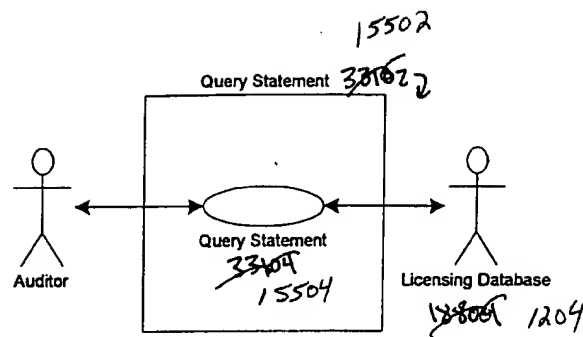 15502
Query Statement 33102
Query Statement
33104
15504
Auditor
Licensing Database
1204